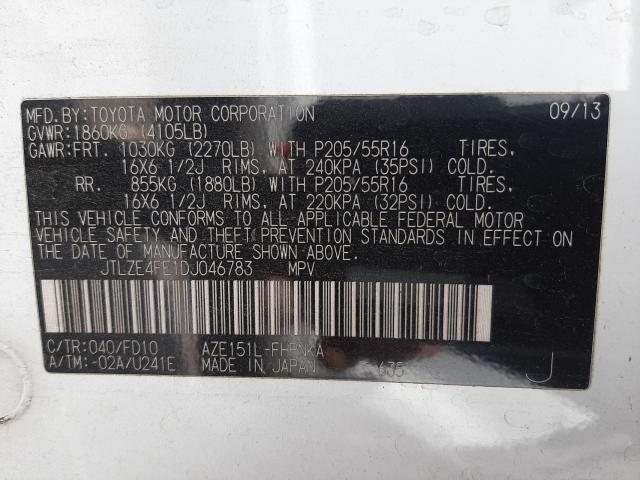 MFD.BY:TOYOTA MOTOR CORPORATION 09/13
GVWR:1860KG (4105LB)
GAWR:FRT. 1030KG (2270LB) WITH P205/55R16 TIRES,
16X6 1/2J RIMS, AT 240KPA (35PSI) COLD.
RR. 855KG (1880LB) WITH P205/55R16 TIRES,
16X6 1/2J RIMS, AT 220KPA (32PSI) COLD.
THIS VEHICLE CONFORMS TO ALL APPLICABLE FEDERAL MOTOR
VEHICLE SAFETY AND THEFT PREVENTION STANDARDS IN EFFECT ON
THE DATE OF MANUFACTURE SHOWN ABOVE.
JTLZE4FE1DJ046783 MPV
C/TR:040/FD10 AZE151L-FHPNKA
A/TM:-02A/U241E MADE IN JAPAN 635 J